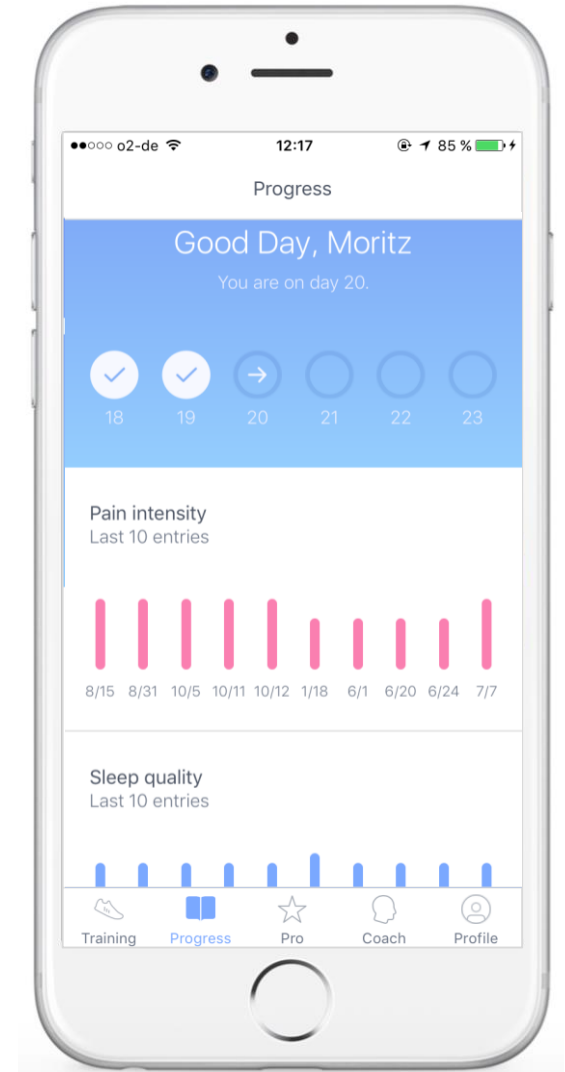 o2-de 12:17 85 %
Progress
Good Day, Moritz
You are on day 20.
18 19 20 21 22 23
Pain intensity
Last 10 entries
8/15 8/31 10/5 10/11 10/12 1/18 6/1 6/20 6/24 7/7
Sleep quality
Last 10 entries
Training Progress Pro Coach Profile